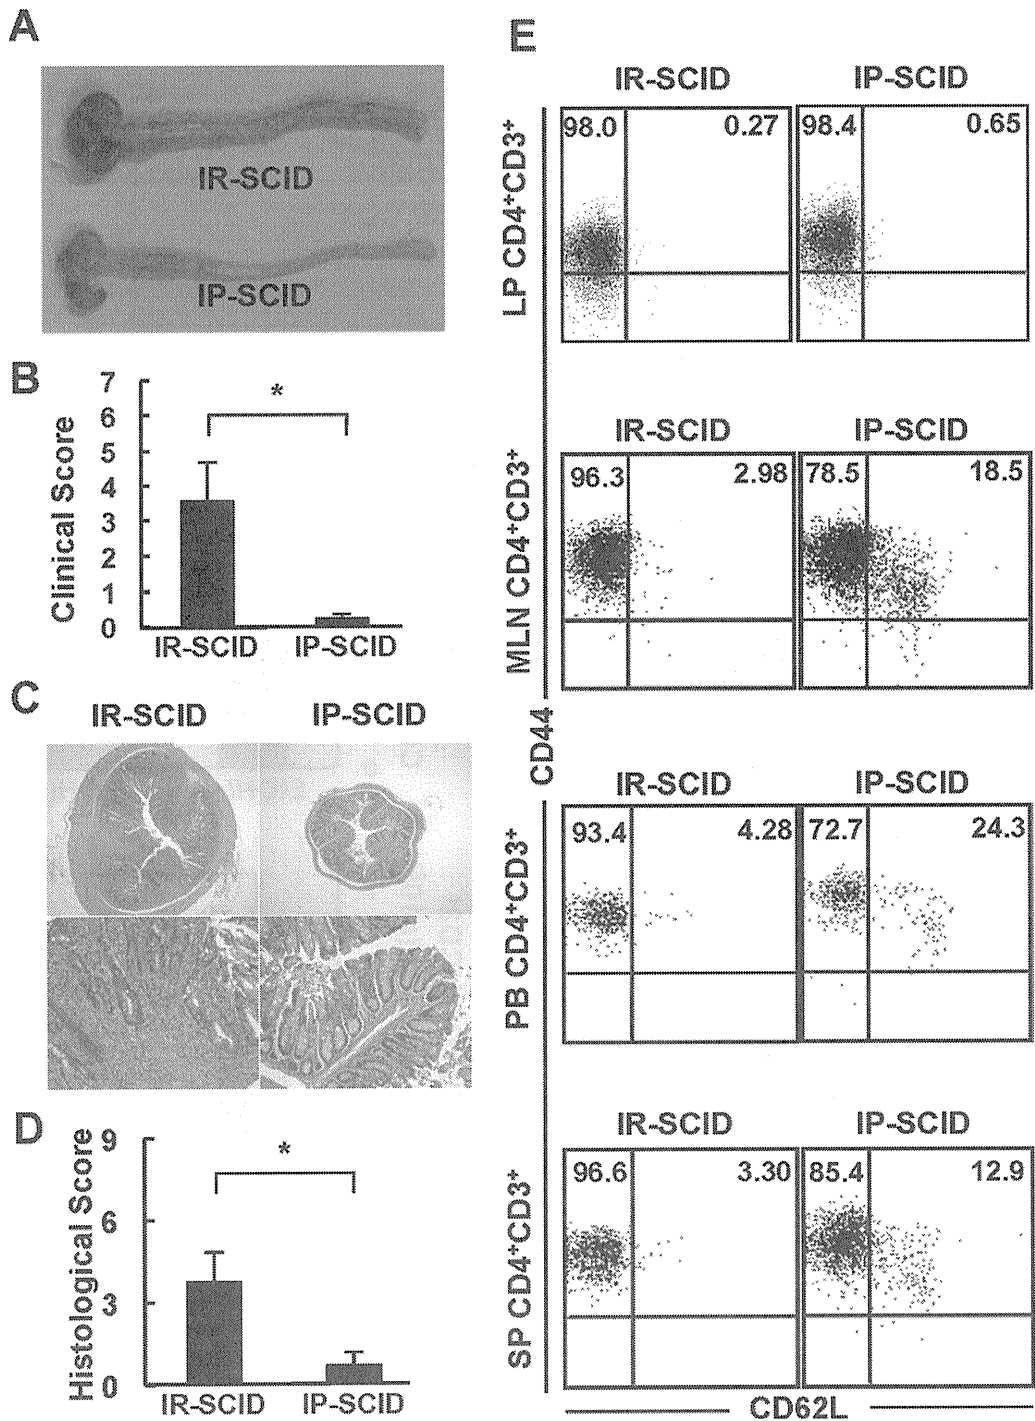 A
IR-SCID
IP-SCID
B
Clinical Score
7
6
5
4
3
2
1
0
*
IR-SCID IP-SCID
C
IR-SCID IP-SCID
D
Histological Score
9
6
3
0
*
IR-SCID IP-SCID
E
IR-SCID IP-SCID
LP CD4⁺CD3⁺
98.0 0.27 98.4 0.65
IR-SCID IP-SCID
MLN CD4⁺CD3⁺
96.3 2.98 78.5 18.5
CD44
IR-SCID IP-SCID
PB CD4⁺CD3⁺
93.4 4.28 72.7 24.3
IR-SCID IP-SCID
SP CD4⁺CD3⁺
96.6 3.30 85.4 12.9
CD62L